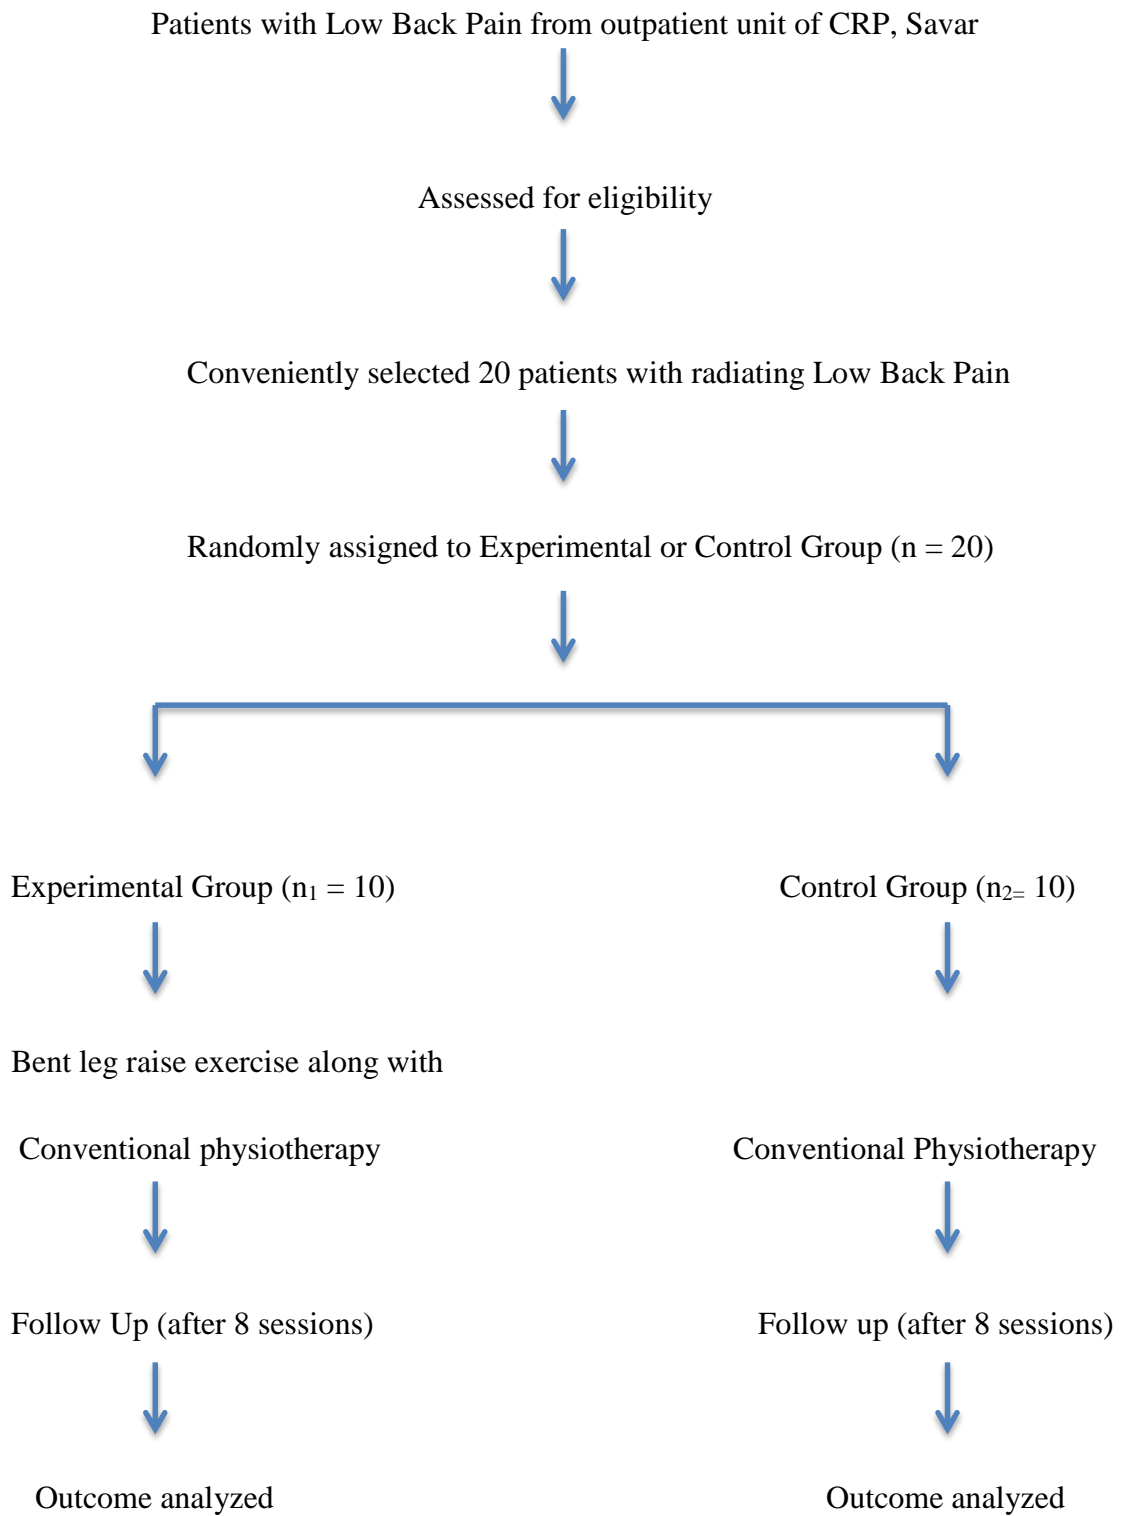 Patients with Low Back Pain from outpatient unit of CRP, Savar
Assessed for eligibility
Conveniently selected 20 patients with radiating Low Back Pain
Randomly assigned to Experimental or Control Group (n = 20)
Experimental Group (n₁ = 10)
Control Group (n₂₌ 10)
Bent leg raise exercise along with
Conventional physiotherapy
Conventional Physiotherapy
Follow Up (after 8 sessions)
Follow up (after 8 sessions)
Outcome analyzed
Outcome analyzed